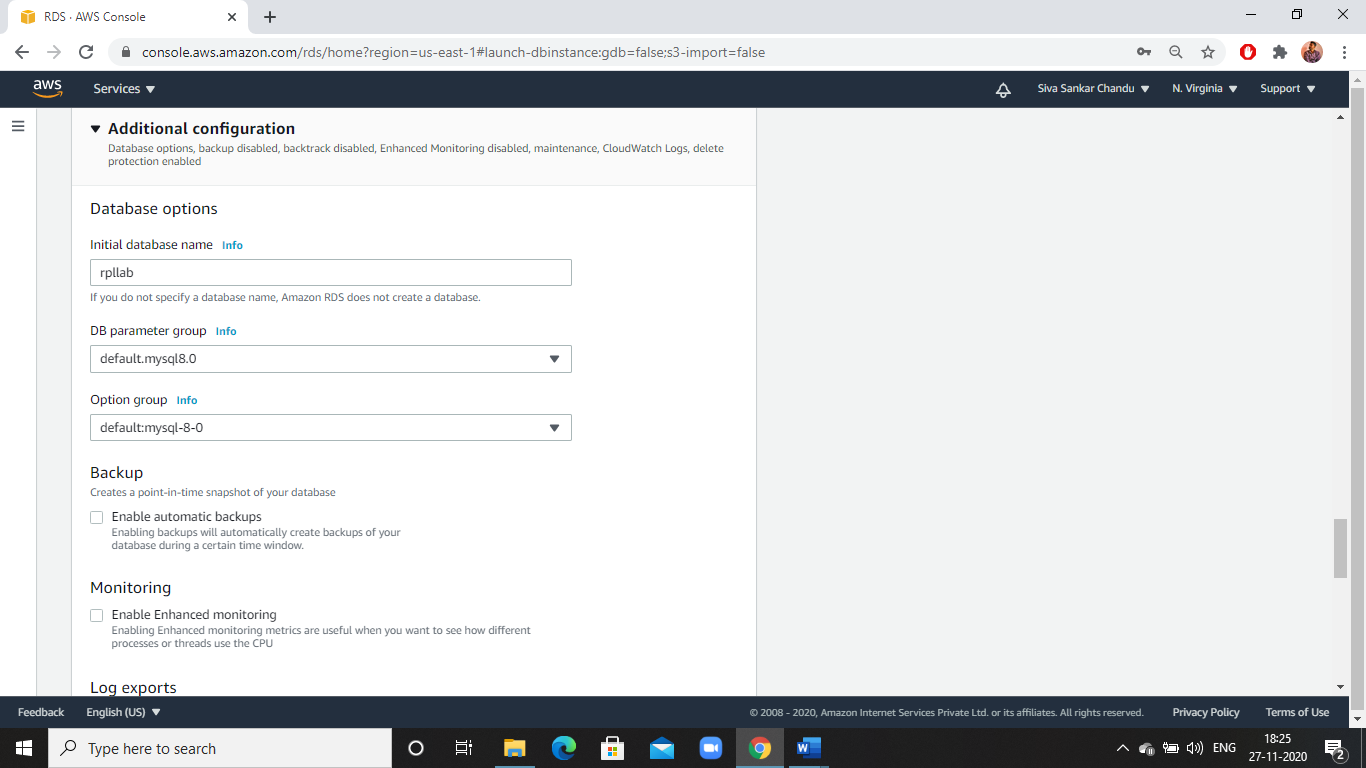 RDS · AWS Console
console.aws.amazon.com/rds/home?region=us-east-1#launch-dbinstance:gdb=false;s3-import=false
aws
Services
Siva Sankar Chandu
N. Virginia
Support
Additional configuration
Database options, backup disabled, backtrack disabled, Enhanced Monitoring disabled, maintenance, CloudWatch Logs, delete
protection enabled
Database options
Initial database name Info
rpllab
If you do not specify a database name, Amazon RDS does not create a database.
DB parameter group Info
default.mysql8.0
Option group Info
default:mysql-8-0
Backup
Creates a point-in-time snapshot of your database
Enable automatic backups
Enabling backups will automatically create backups of your
database during a certain time window.
Monitoring
Enable Enhanced monitoring
Enabling Enhanced monitoring metrics are useful when you want to see how different
processes or threads use the CPU
Log exports
Feedback
English (US)
© 2008 - 2020, Amazon Internet Services Private Ltd. or its affiliates. All rights reserved.
Privacy Policy
Terms of Use
Type here to search
W
ENG
18:25
27-11-2020
2